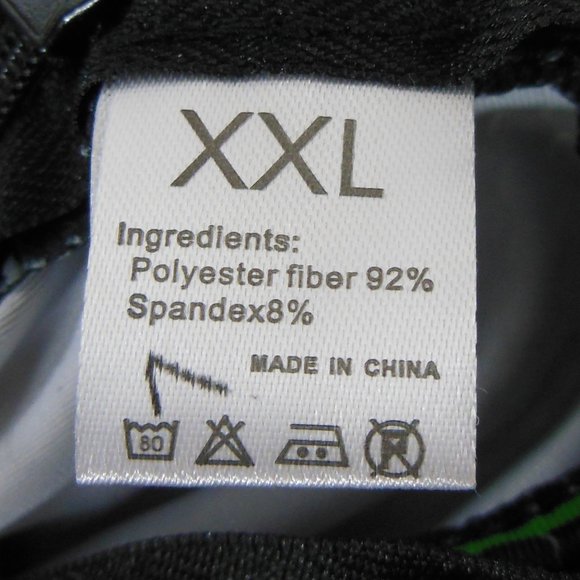 XXL
Ingredients:
Polyester fiber 92%
Spandex8%
MADE IN CHINA
80